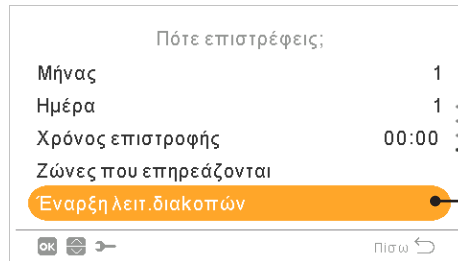 Πότε επιστρέφεις;
Μήνας 1
Ημέρα 1
Χρόνος επιστροφής 00:00
Ζώνες που επηρεάζονται
Έναρξη λειτ.διακοπών
OK Πίσω